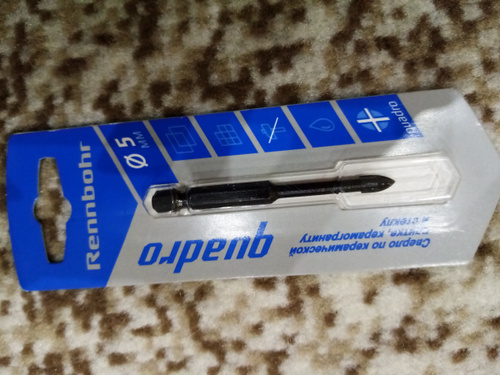 Rennbohr
Ø 5
мм
quadro
quadro
Сверло по керамической
плитке, керамограниту
и стеклу